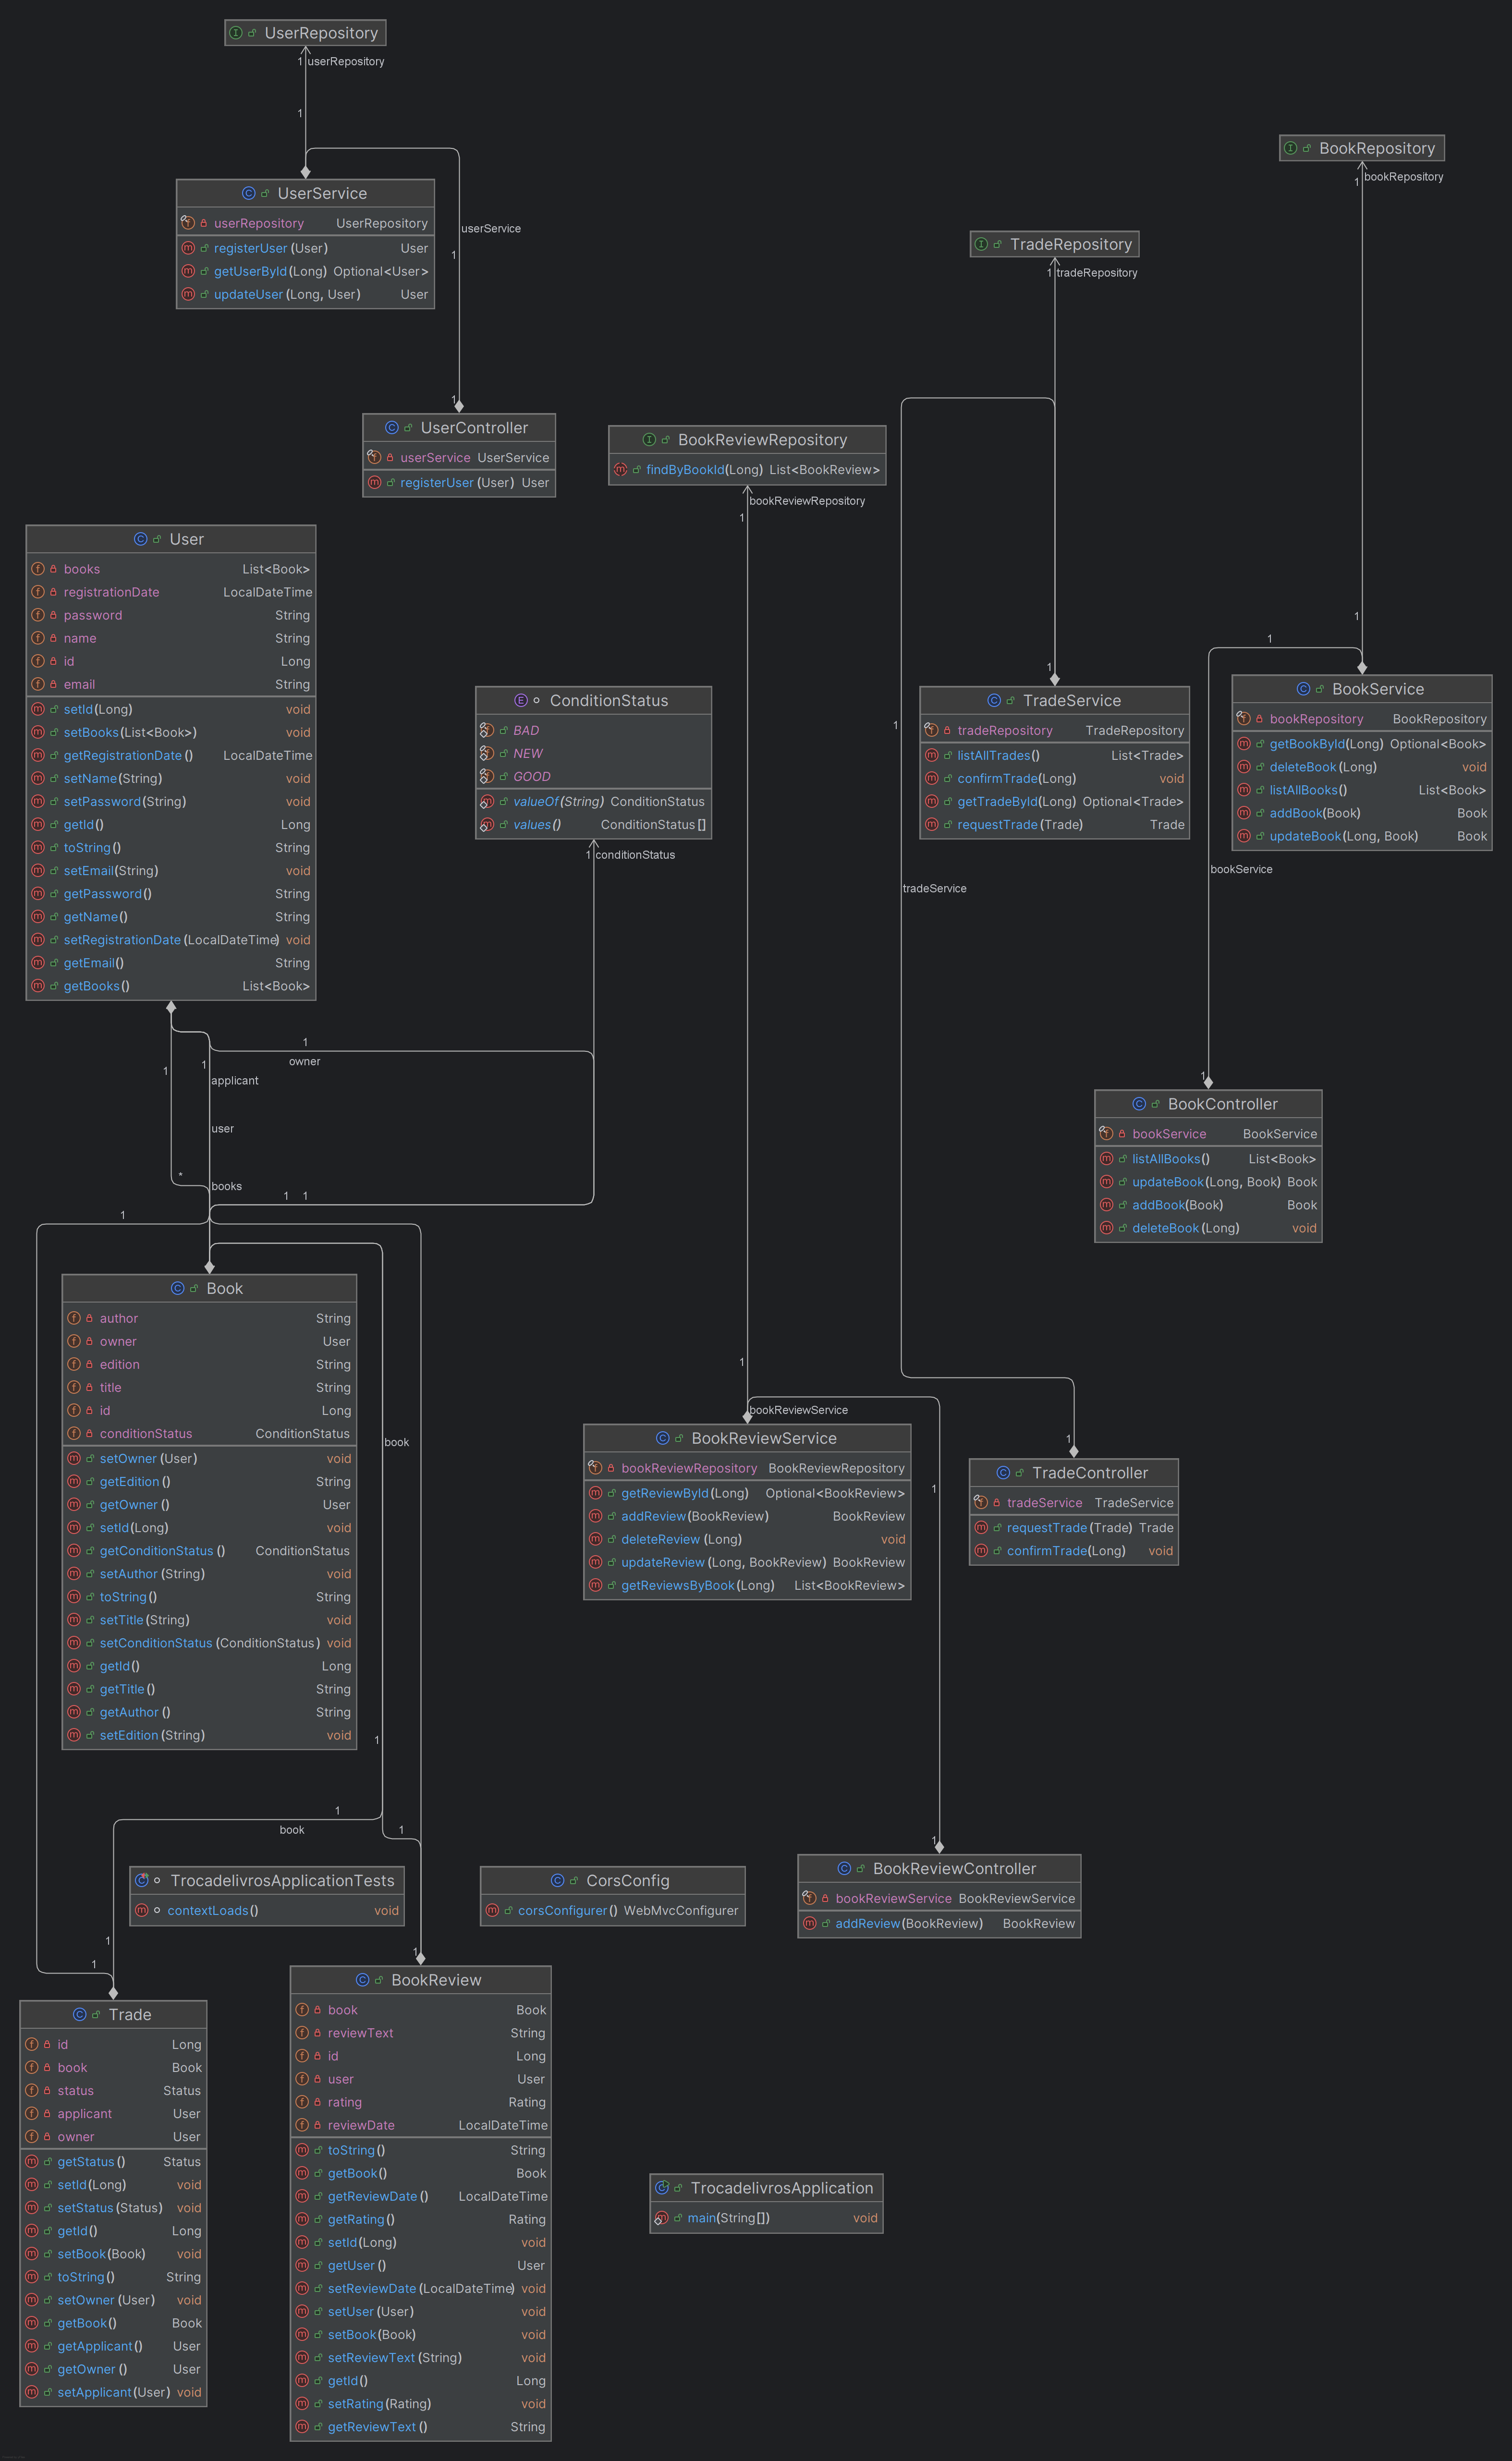 UserRepository
1 userRepository
1
UserService
userRepository UserRepository
registerUser(User) User
getUserById(Long) Optional<User>
updateUser(Long, User) User
userService
1
1
UserController
userService UserService
registerUser(User) User
BookRepository
1 bookRepository
TradeRepository
1 tradeRepository
BookReviewRepository
findByBookId(Long) List<BookReview>
bookReviewRepository
1
User
books List<Book>
registrationDate LocalDateTime
password String
name String
id Long
email String
setId(Long) void
setBooks(List<Book>) void
getRegistrationDate() LocalDateTime
setName(String) void
setPassword(String) void
getId() Long
toString() String
setEmail(String) void
getPassword() String
getName() String
setRegistrationDate(LocalDateTime) void
getEmail() String
getBooks() List<Book>
ConditionStatus
BAD
NEW
GOOD
valueOf(String) ConditionStatus
values() ConditionStatus[]
1 conditionStatus
1
TradeService
tradeRepository TradeRepository
listAllTrades() List<Trade>
confirmTrade(Long) void
getTradeById(Long) Optional<Trade>
requestTrade(Trade) Trade
1
tradeService
1
1
BookService
bookRepository BookRepository
getBookById(Long) Optional<Book>
deleteBook(Long) void
listAllBooks() List<Book>
addBook(Book) Book
updateBook(Long, Book) Book
bookService
1
BookController
bookService BookService
listAllBooks() List<Book>
updateBook(Long, Book) Book
addBook(Book) Book
deleteBook(Long) void
1
owner
1
1
applicant
user
*
books
1 1
1
Book
author String
owner User
edition String
title String
id Long
conditionStatus ConditionStatus
setOwner(User) void
getEdition() String
getOwner() User
setId(Long) void
getConditionStatus() ConditionStatus
setAuthor(String) void
toString() String
setTitle(String) void
setConditionStatus(ConditionStatus) void
getId() Long
getTitle() String
getAuthor() String
setEdition(String) void
book
1
1
book
1
1
bookReviewService
BookReviewService
bookReviewRepository BookReviewRepository
getReviewById(Long) Optional<BookReview>
addReview(BookReview) BookReview
deleteReview(Long) void
updateReview(Long, BookReview) BookReview
getReviewsByBook(Long) List<BookReview>
1
1
TradeController
tradeService TradeService
requestTrade(Trade) Trade
confirmTrade(Long) void
1
BookReviewController
bookReviewService BookReviewService
addReview(BookReview) BookReview
TrocadelivrosApplicationTests
contextLoads() void
CorsConfig
corsConfigurer() WebMvcConfigurer
1
1
1
Trade
id Long
book Book
status Status
applicant User
owner User
getStatus() Status
setId(Long) void
setStatus(Status) void
getId() Long
setBook(Book) void
toString() String
setOwner(User) void
getBook() Book
getApplicant() User
getOwner() User
setApplicant(User) void
BookReview
book Book
reviewText String
id Long
user User
rating Rating
reviewDate LocalDateTime
toString() String
getBook() Book
getReviewDate() LocalDateTime
getRating() Rating
setId(Long) void
getUser() User
setReviewDate(LocalDateTime) void
setUser(User) void
setBook(Book) void
setReviewText(String) void
getId() Long
setRating(Rating) void
getReviewText() String
TrocadelivrosApplication
main(String[]) void